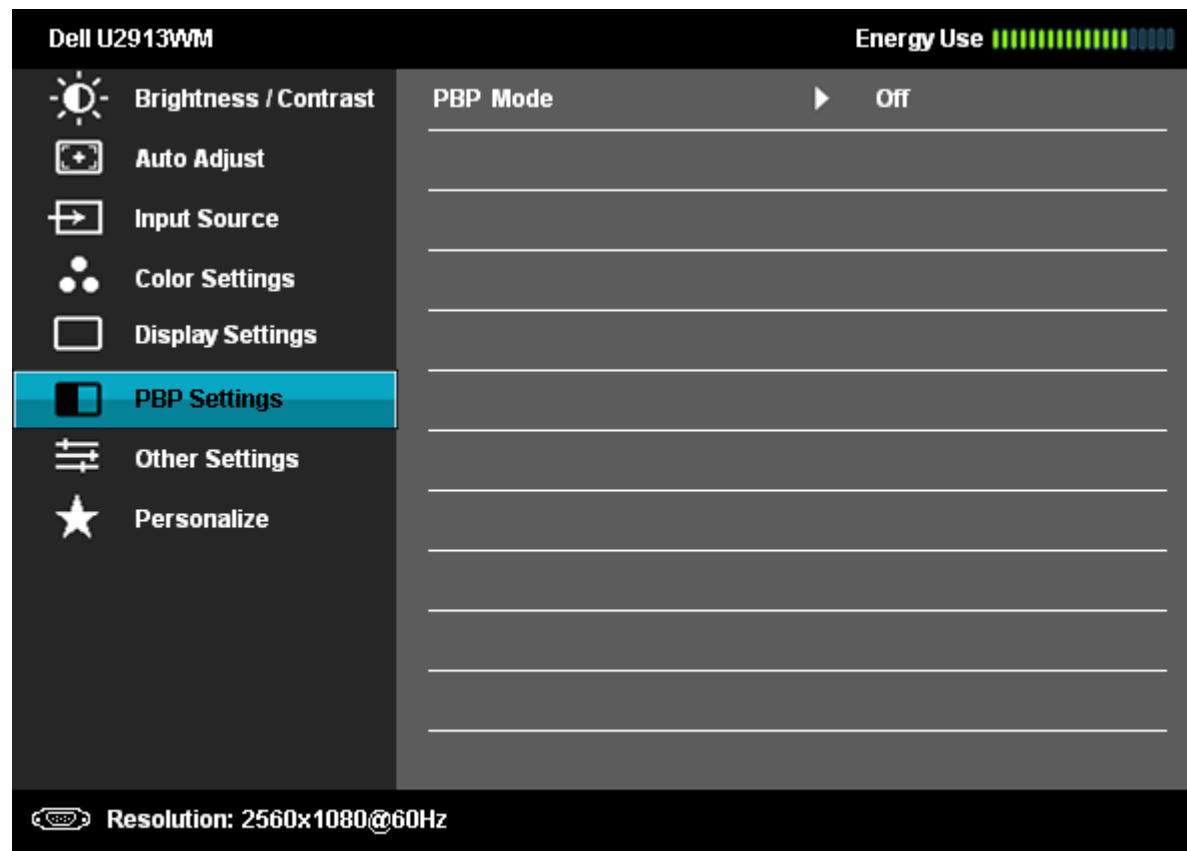 Dell U2913WM Energy Use
Brightness / Contrast PBP Mode Off
Auto Adjust
Input Source
Color Settings
Display Settings
PBP Settings
Other Settings
Personalize
Resolution: 2560x1080@60Hz